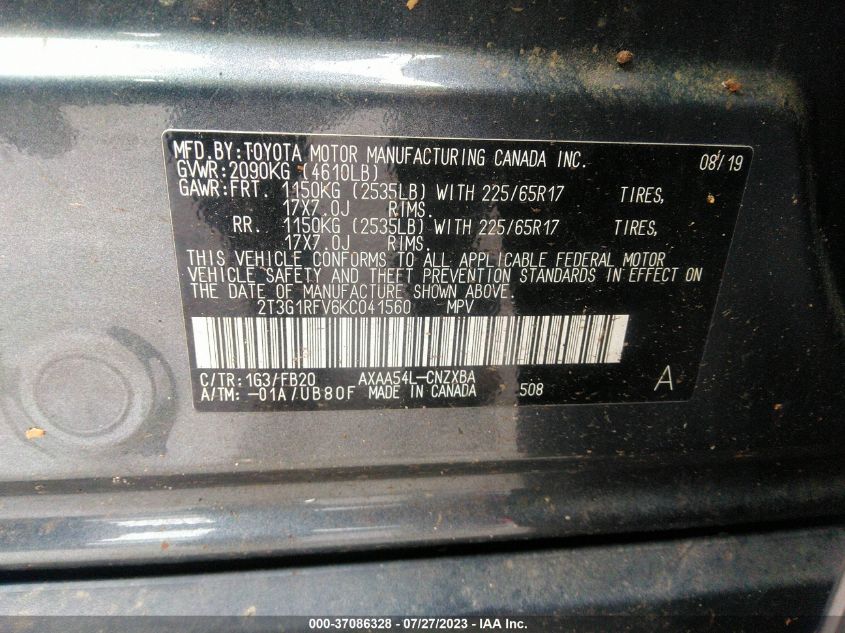 MFD.BY:TOYOTA MOTOR MANUFACTURING CANADA INC. 08/19
GVWR:2090KG (4610LB)
GAWR:FRT. 1150KG (2535LB) WITH 225/65R17 TIRES,
17X7.0J RIMS.
RR. 1150KG (2535LB) WITH 225/65R17 TIRES,
17X7.0J RIMS.
THIS VEHICLE CONFORMS TO ALL APPLICABLE FEDERAL MOTOR
VEHICLE SAFETY AND THEFT PREVENTION STANDARDS IN EFFECT ON
THE DATE OF MANUFACTURE SHOWN ABOVE.
2T3G1RFV6KC041560 MPV
C/TR:1G3/FB20 AXAA54L-CNZXBA A
A/TM:-01A/UB80F MADE IN CANADA 508
000-37086328 / 07/27/2023 - IAA Inc.